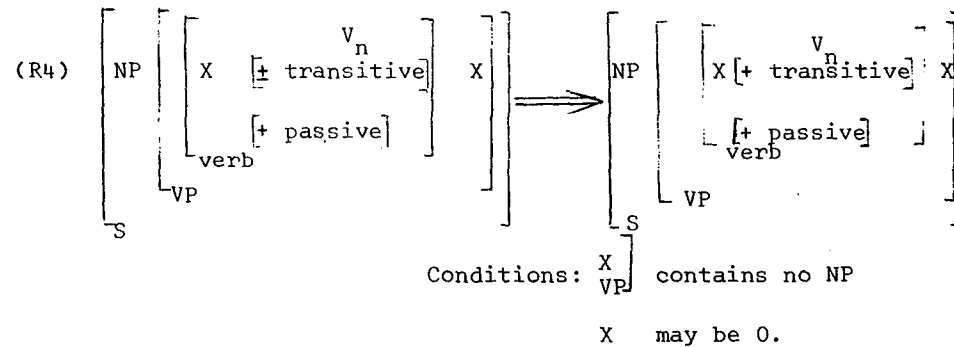 V_n V_n
(R4) [NP [[X [± transitive] X ⟹ [NP [[X [+ transitive] X
[+ passive] [+ passive]
verb verb
VP VP
S S
Conditions: X contains no NP
VP]
X may be 0.